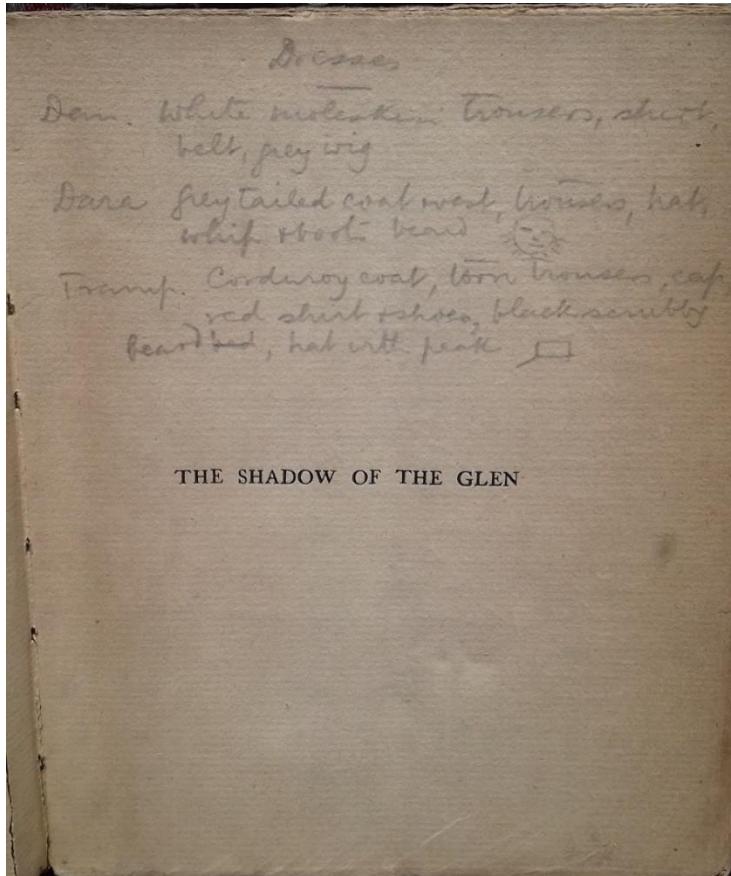 Dresses
Dan. White moleskin trousers, shirt,
belt, grey wig
Dara grey tailed coat +vest, trousers, hat,
whip +boots beard
Tramp. Corduroy coat, torn trousers, cap
red shirt +shoes, black scrubby
Beard, hat with peak
THE SHADOW OF THE GLEN